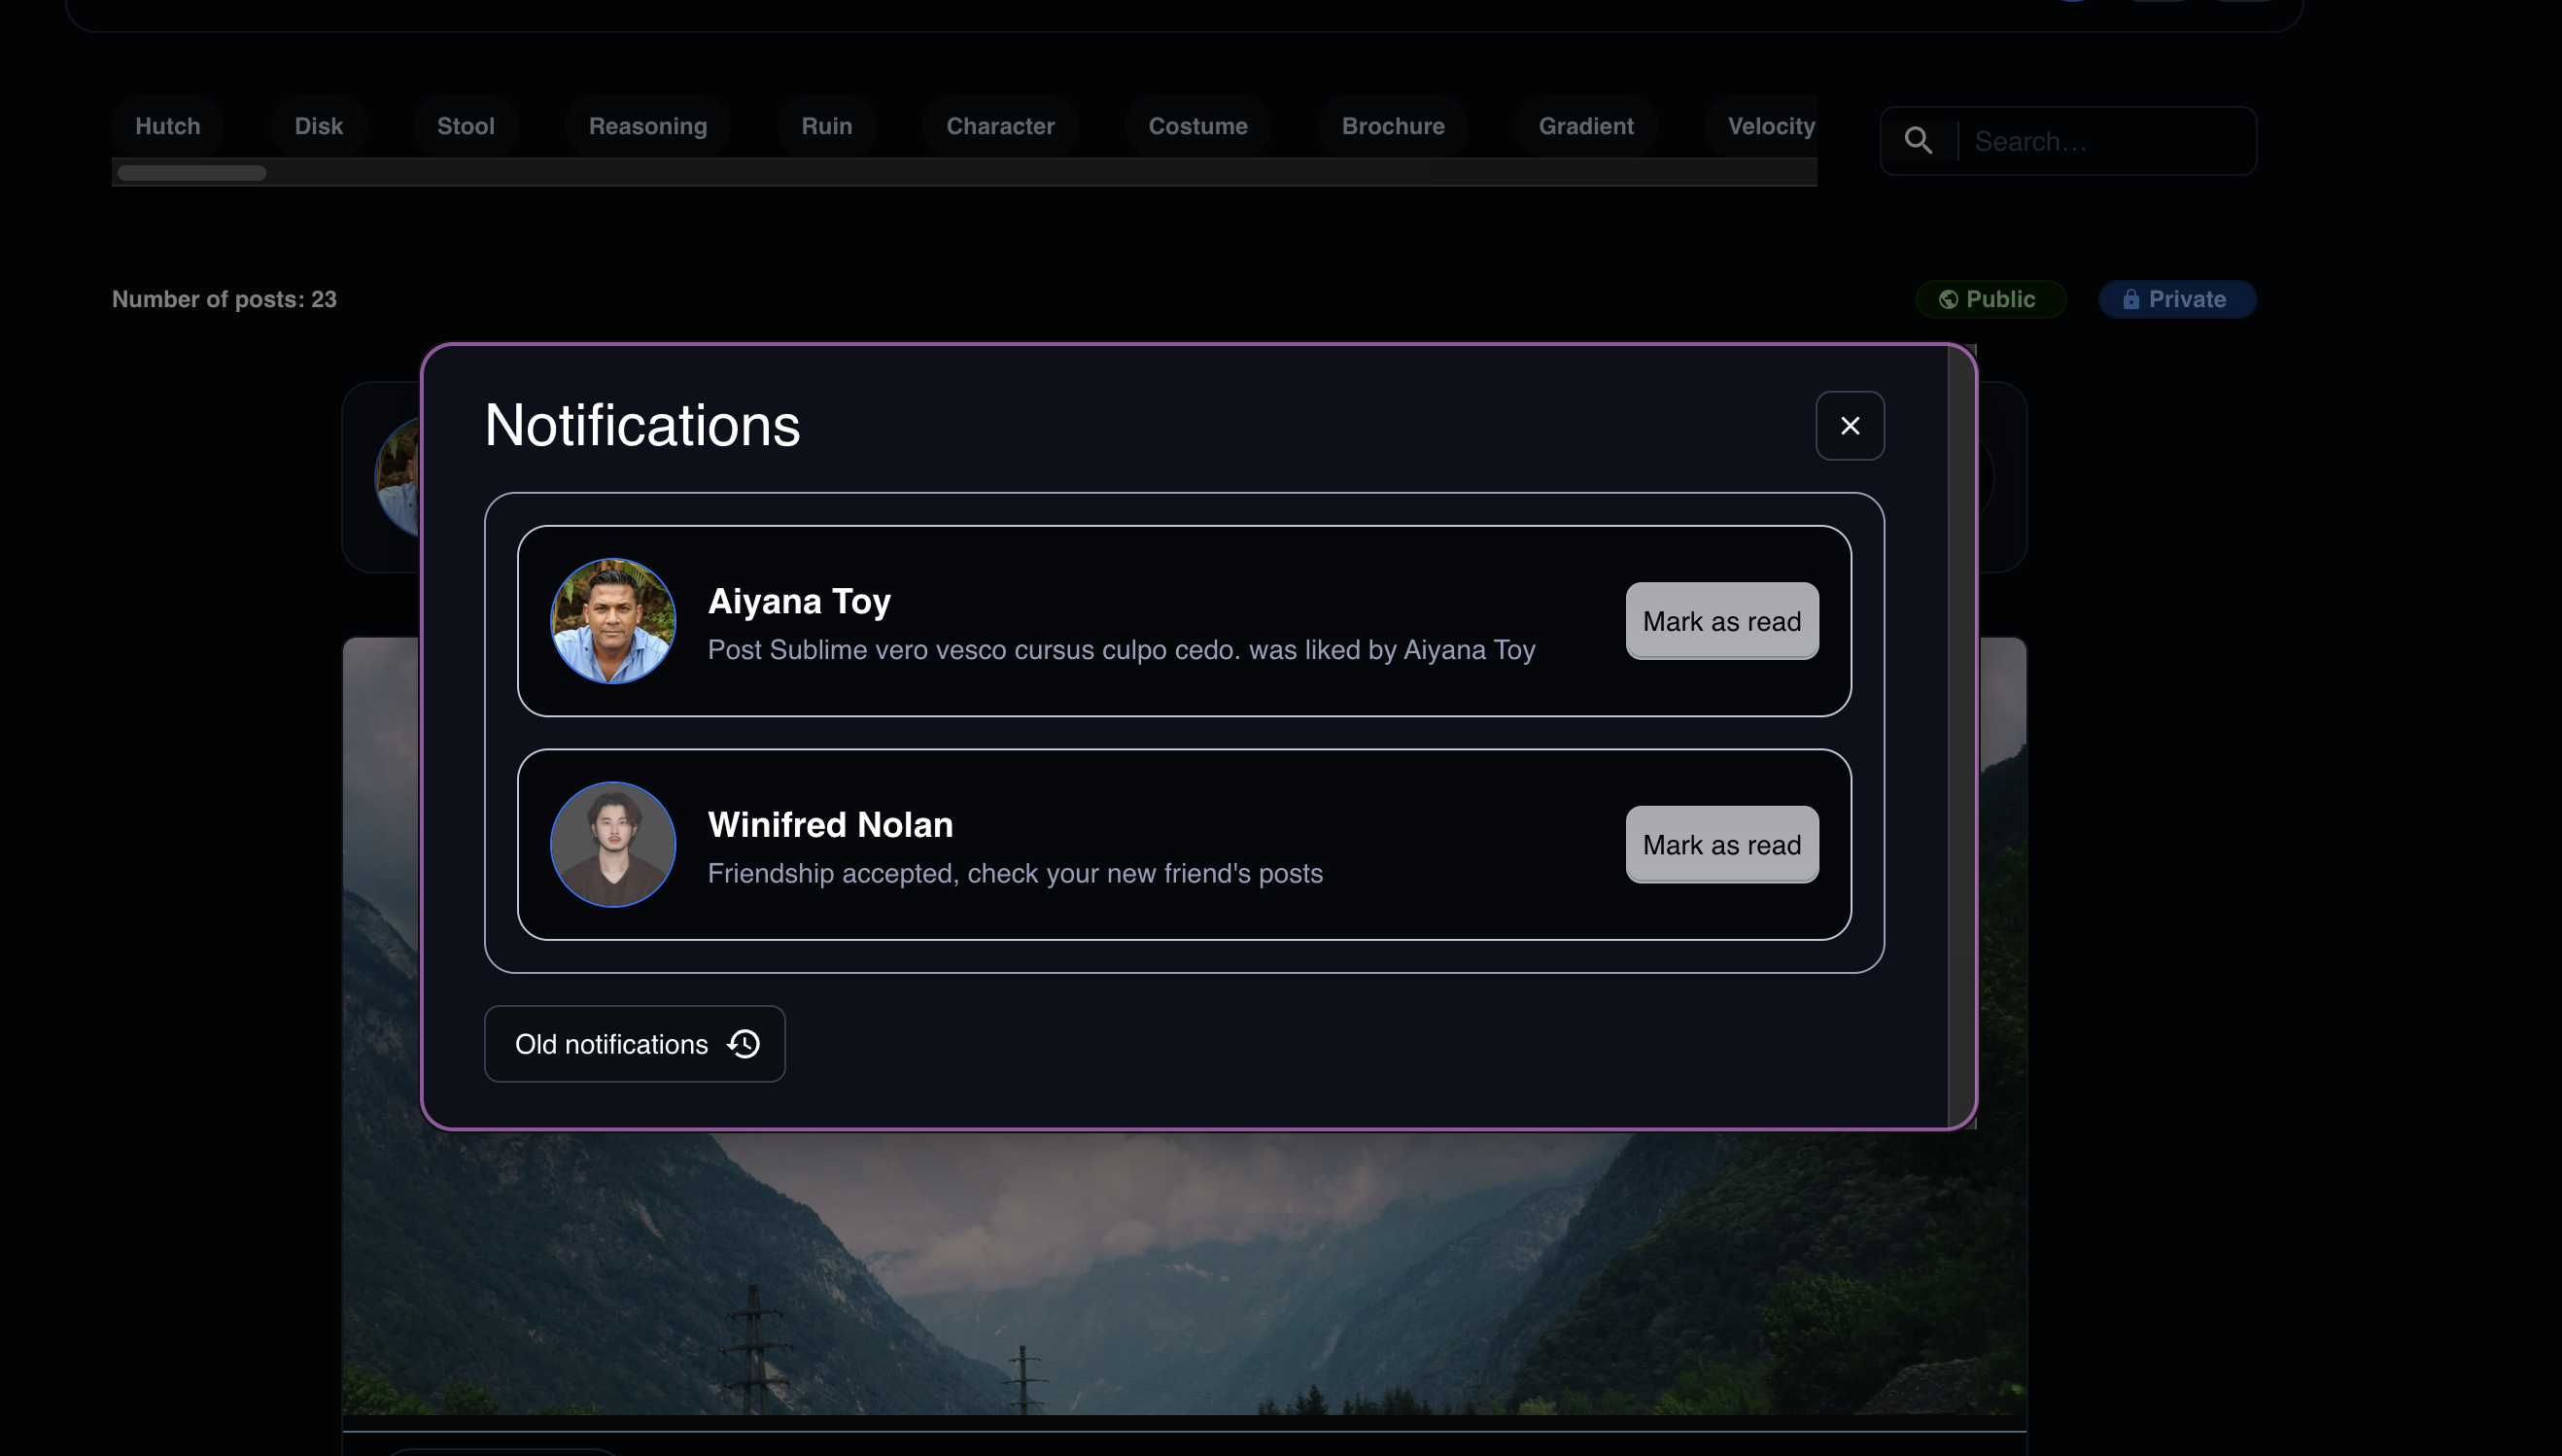 Hutch
Disk
Stool
Reasoning
Ruin
Character
Costume
Brochure
Gradient
Velocity
Search…
Number of posts: 23
Public
Private
Notifications
Aiyana Toy
Post Sublime vero vesco cursus culpo cedo. was liked by Aiyana Toy
Mark as read
Winifred Nolan
Friendship accepted, check your new friend's posts
Mark as read
Old notifications